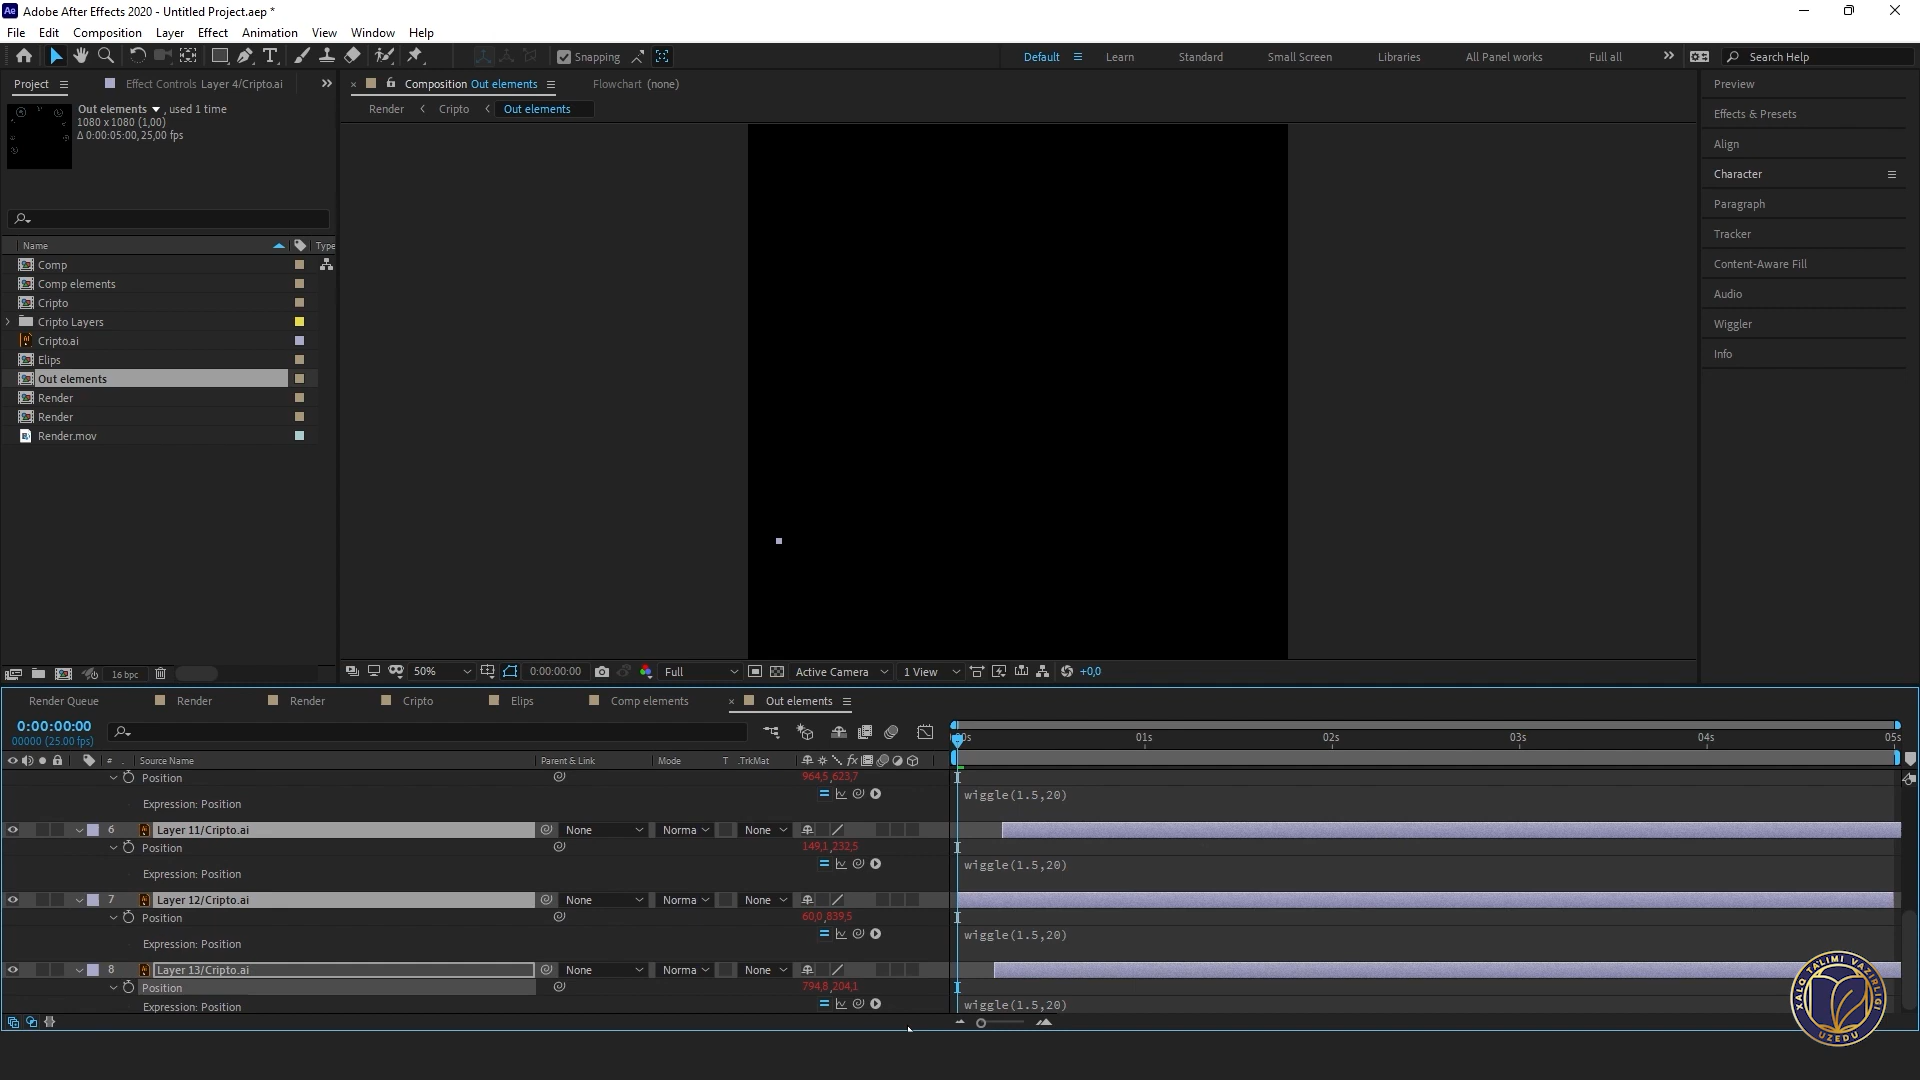 Adobe After Effects 2020 - Untitled Project.aep *
File Edit Composition Layer Effect Animation View Window Help
Snapping
Default Learn Standard Small Screen Libraries All Panel works Full all Search Help
Project Effect Controls Layer 4/Cripto.ai
Composition Out elements Flowchart (none)
Render Cripto Out elements
Out elements , used 1 time
1080 x 1080 (1,00)
Δ 0:00:05:00, 25,00 fps
Name Type
Comp
Comp elements
Cripto
Cripto Layers
Cripto.ai
Elips
Out elements
Render
Render
Render.mov
16 bpc
50% 0:00:00:00 Full Active Camera 1 View +0,0
Preview
Effects & Presets
Align
Character
Paragraph
Tracker
Content-Aware Fill
Audio
Wiggler
Info
Render Queue Render Render Cripto Elips Comp elements Out elements
0:00:00:00
00000 (25.00 fps)
01s 02s 03s 04s 05s
# Source Name Parent & Link Mode T .TrkMat
Position 964,5,623,7
Expression: Position wiggle(1.5,20)
6 Layer 11/Cripto.ai None Norma None
Position 149,1,232,5
Expression: Position wiggle(1.5,20)
7 Layer 12/Cripto.ai None Norma None
Position 60,0,839,5
Expression: Position wiggle(1.5,20)
8 Layer 13/Cripto.ai None Norma None
Position 794,8,204,1
Expression: Position wiggle(1.5,20)
XALQ TA'LIMI VAZIRLIGI
UZEDU